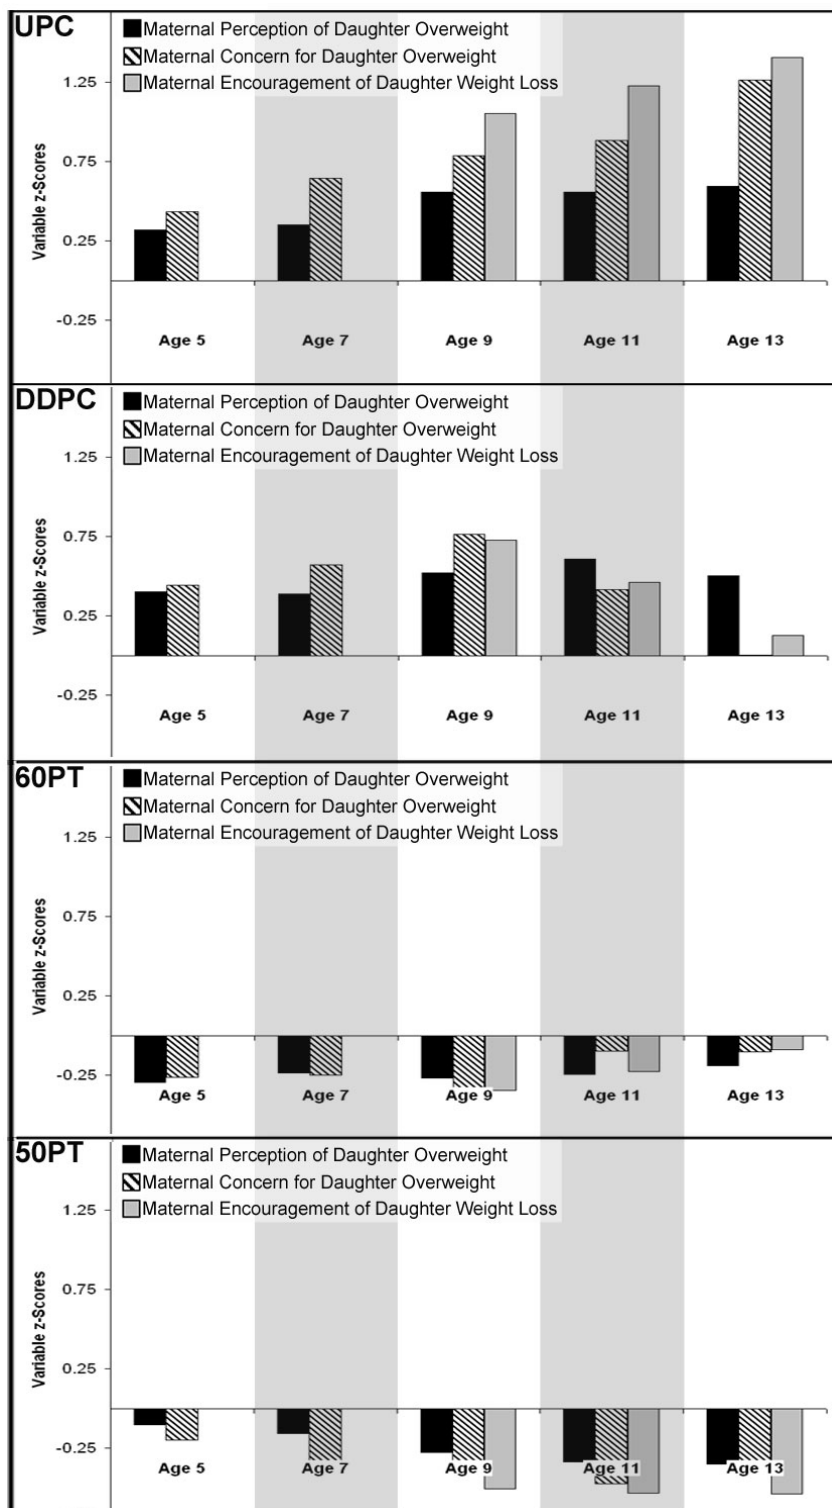 UPC
Maternal Perception of Daughter Overweight
Maternal Concern for Daughter Overweight
Maternal Encouragement of Daughter Weight Loss
Variable z-Scores
1.25
0.75
0.25
-0.25
Age 5 Age 7 Age 9 Age 11 Age 13
DDPC
Maternal Perception of Daughter Overweight
Maternal Concern for Daughter Overweight
Maternal Encouragement of Daughter Weight Loss
Variable z-Scores
1.25
0.75
0.25
-0.25
Age 5 Age 7 Age 9 Age 11 Age 13
60PT
Maternal Perception of Daughter Overweight
Maternal Concern for Daughter Overweight
Maternal Encouragement of Daughter Weight Loss
Variable z-Scores
1.25
0.75
0.25
-0.25
Age 5 Age 7 Age 9 Age 11 Age 13
50PT
Maternal Perception of Daughter Overweight
Maternal Concern for Daughter Overweight
Maternal Encouragement of Daughter Weight Loss
Variable z-Scores
1.25
0.75
0.25
-0.25
Age 5 Age 7 Age 9 Age 11 Age 13